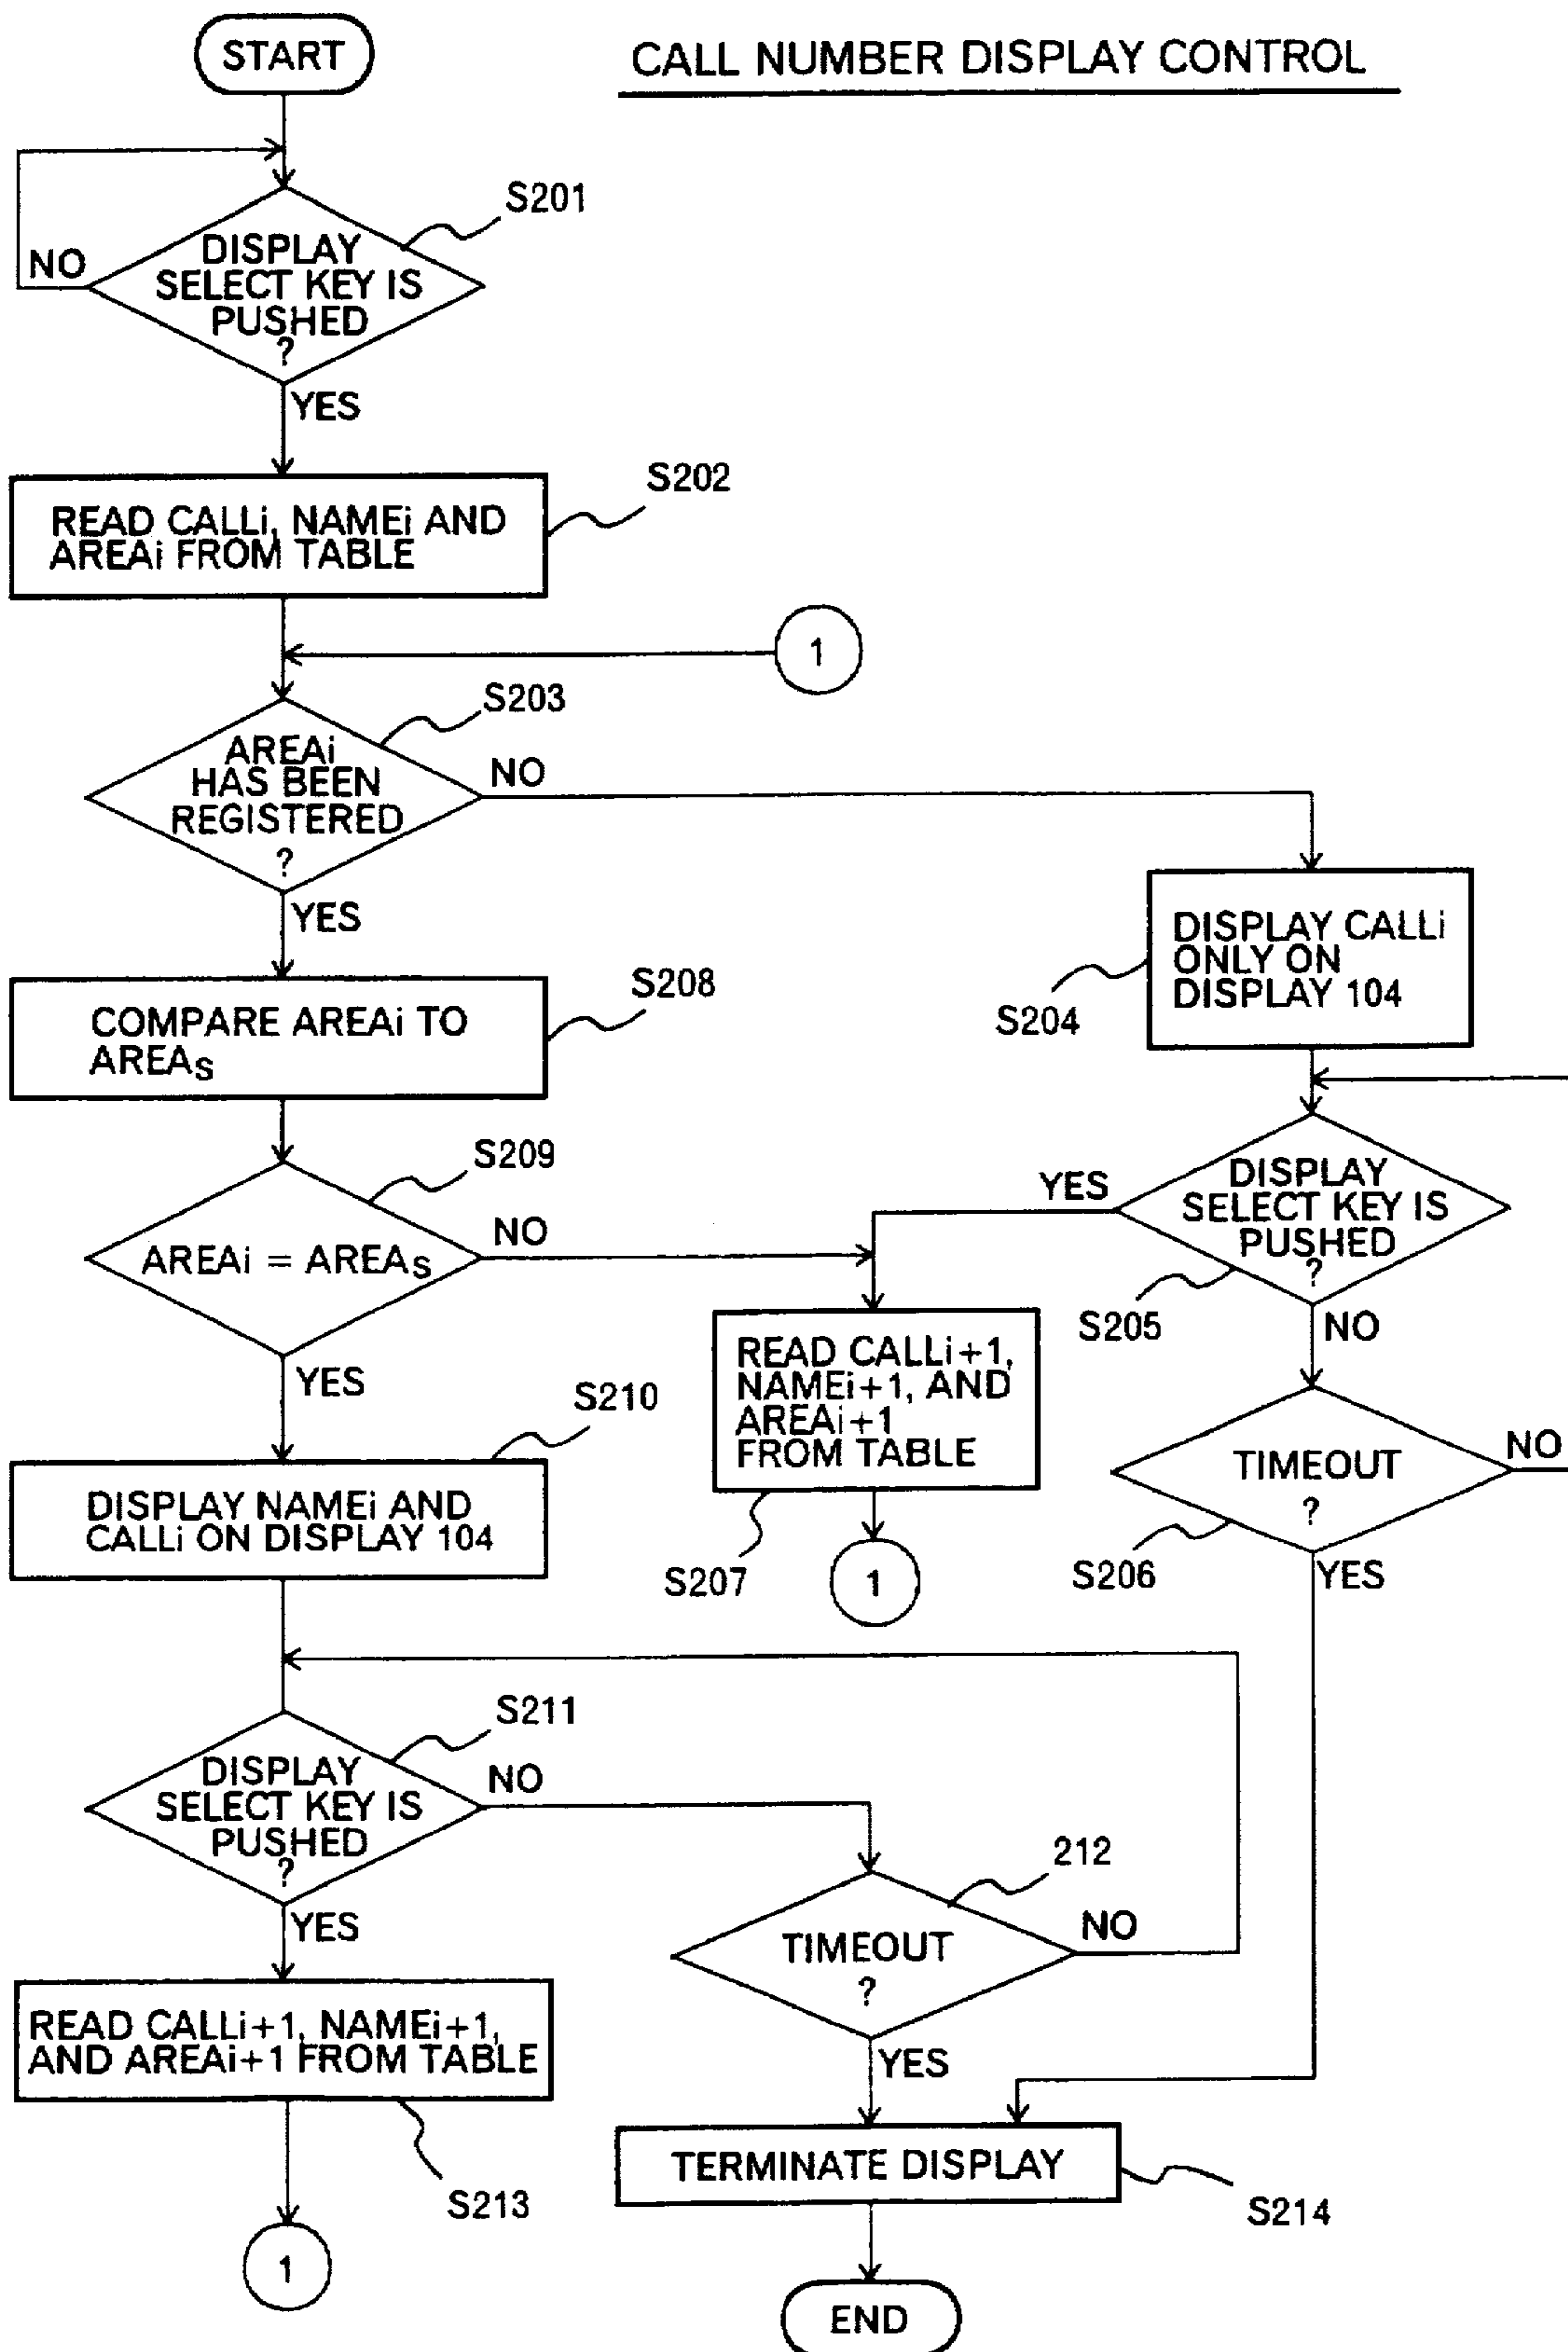 START
CALL NUMBER DISPLAY CONTROL
S201
NO
DISPLAY
SELECT KEY IS
PUSHED
?
YES
S202
READ CALLi, NAMEi AND
AREAi FROM TABLE
1
S203
AREAi
HAS BEEN
REGISTERED
?
NO
YES
S208
COMPARE AREAi TO
AREAS
DISPLAY CALLi
ONLY ON
DISPLAY 104
S204
S209
AREAi = AREAS
NO
YES
YES
DISPLAY
SELECT KEY IS
PUSHED
?
S205
NO
READ CALLi+1,
NAMEi+1, AND
AREAi+1
FROM TABLE
S207
1
TIMEOUT
?
NO
S206
YES
S210
DISPLAY NAMEi AND
CALLi ON DISPLAY 104
S211
DISPLAY
SELECT KEY IS
PUSHED
?
NO
YES
212
TIMEOUT
?
NO
YES
READ CALLi+1, NAMEi+1,
AND AREAi+1 FROM TABLE
S213
1
TERMINATE DISPLAY
S214
END